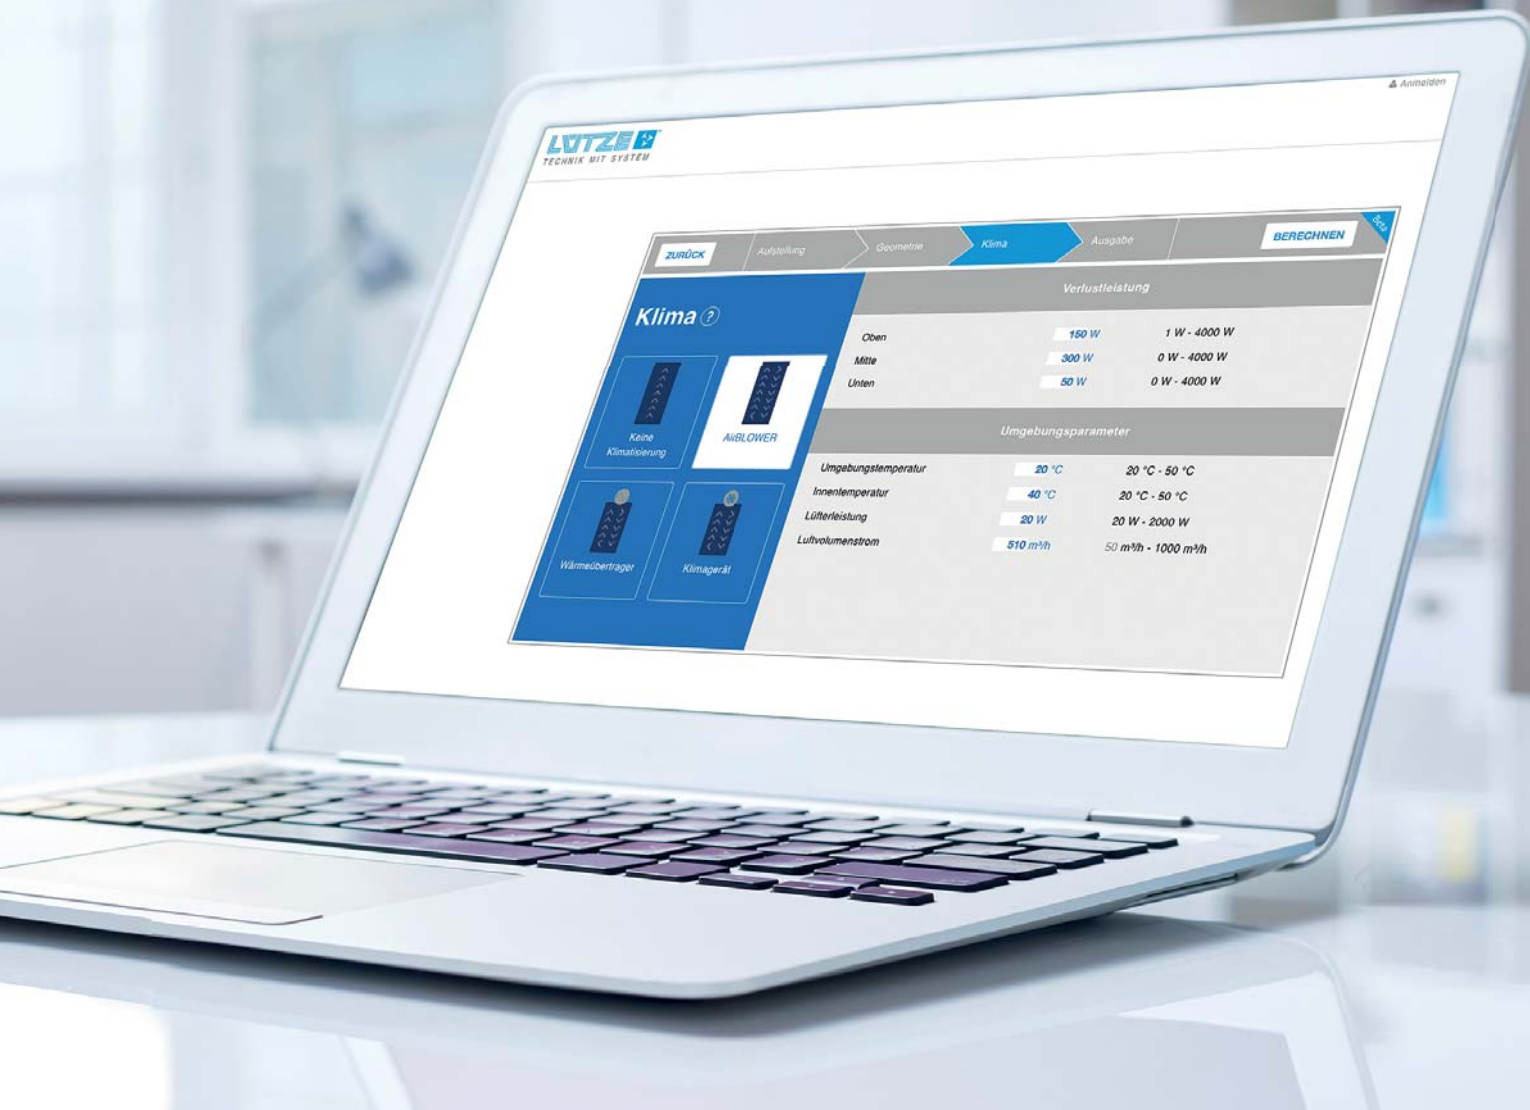 Anmelden
LÜTZE
TECHNIK MIT SYSTEM
ZURÜCK
Aufstellung
Geometrie
Klima
Ausgabe
BERECHNEN
Beta
Klima ?
Keine
Klimatisierung
AirBLOWER
Wärmeübertrager
Klimagerät
Verlustleistung
Oben 150 W 1 W - 4000 W
Mitte 300 W 0 W - 4000 W
Unten 50 W 0 W - 4000 W
Umgebungsparameter
Umgebungstemperatur 20 °C 20 °C - 50 °C
Innentemperatur 40 °C 20 °C - 50 °C
Lüfterleistung 20 W 20 W - 2000 W
Luftvolumenstrom 510 m³/h 50 m³/h - 1000 m³/h